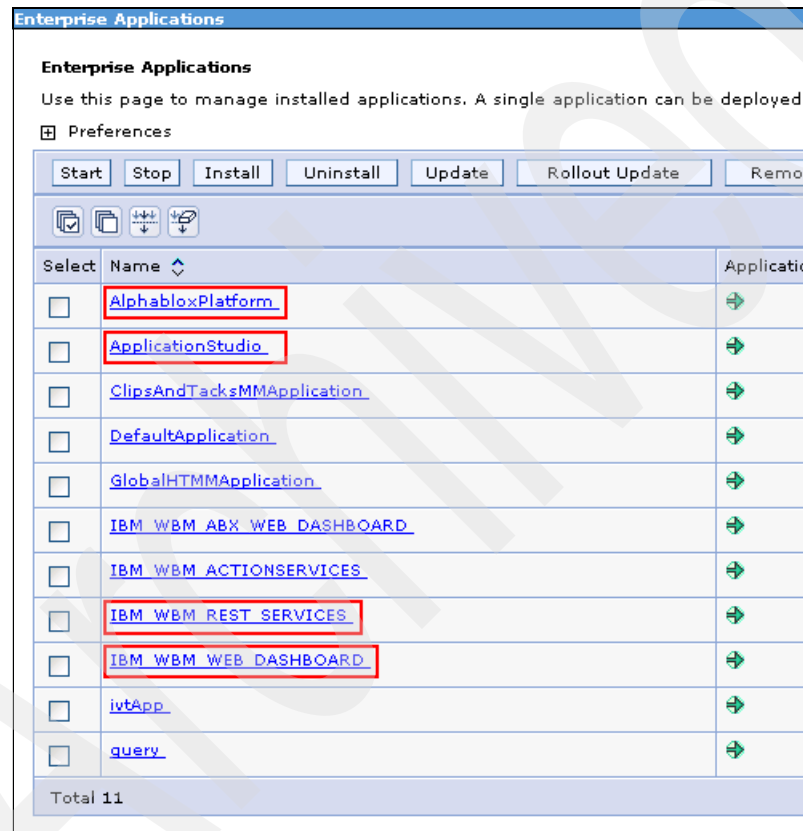 Enterprise Applications
Enterprise Applications
Use this page to manage installed applications. A single application can be deployed
Preferences
Start Stop Install Uninstall Update Rollout Update Remo
Select Name Applicatio
AlphabloxPlatform
ApplicationStudio
ClipsAndTacksMMApplication
DefaultApplication
GlobalHTMMApplication
IBM_WBM_ABX_WEB_DASHBOARD
IBM_WBM_ACTIONSERVICES
IBM_WBM_REST_SERVICES
IBM_WBM_WEB_DASHBOARD
ivtApp
query
Total 11